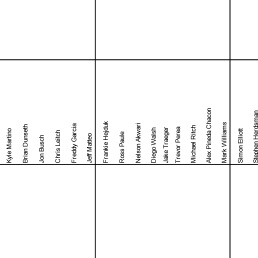 Kyle Martino
Brian Dunseth
Jon Busch
Chris Leitch
Freddy Garcia
Jeff Matteo
Frankie Hejduk
Ross Paule
Nelson Akwari
Diego Walsh
Jake Traeger
Trevor Perea
Michael Ritch
Alex Pineda Chacon
Mark Williams
Simon Elliott
Stephen Herdsman